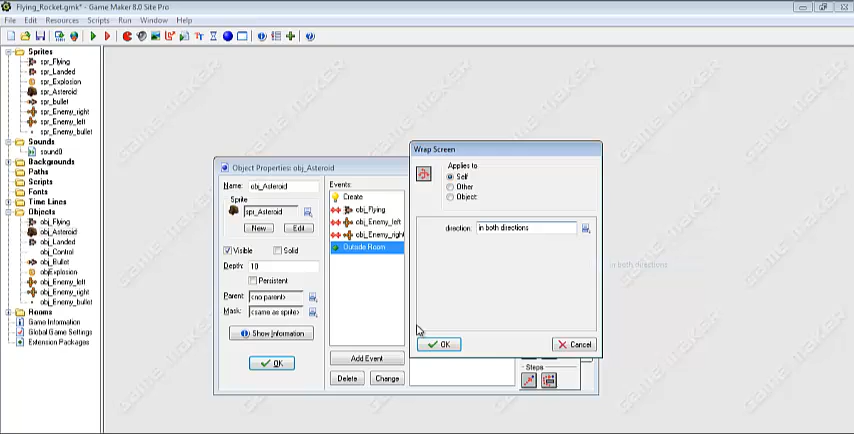 Flying_Rocket.gmk* - Game Maker 8.0 Site Pro
File Edit Resources Scripts Run Window Help
Sprites
spr_Flying
spr_Landed
spr_Explosion
spr_Asteroid
spr_bullet
spr_Enemy_right
spr_Enemy_left
spr_Enemy_bullet
Sounds
sound0
Backgrounds
Paths
Scripts
Fonts
Time Lines
Objects
obj_Flying
obj_Asteroid
obj_Landed
obj_Control
obj_Bullet
objExplosion
obj_Enemy_left
obj_Enemy_right
obj_Enemy_bullet
Rooms
Game Information
Global Game Settings
Extension Packages
Object Properties: obj_Asteroid
Name: obj_Asteroid
Sprite
spr_Asteroid
New Edit
Visible Solid
Depth: 10
Persistent
Parent: <no parent>
Mask: <same as sprite>
Show Information
OK
Events:
Create
obj_Flying
obj_Enemy_left
obj_Enemy_right
Outside Room
Add Event
Delete Change
Wrap Screen
Applies to
Self
Other
Object:
direction: in both directions
OK Cancel
in both directions
Steps
GAME MAKER